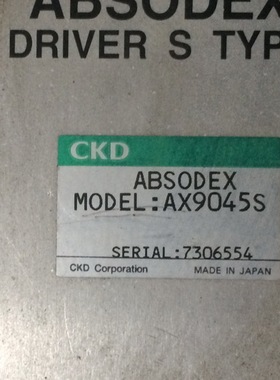 ABSODEX
DRIVER S TYP
CKD
ABSODEX
MODEL:AX9045S
SERIAL:7306554
CKD Corporation MADE IN JAPAN